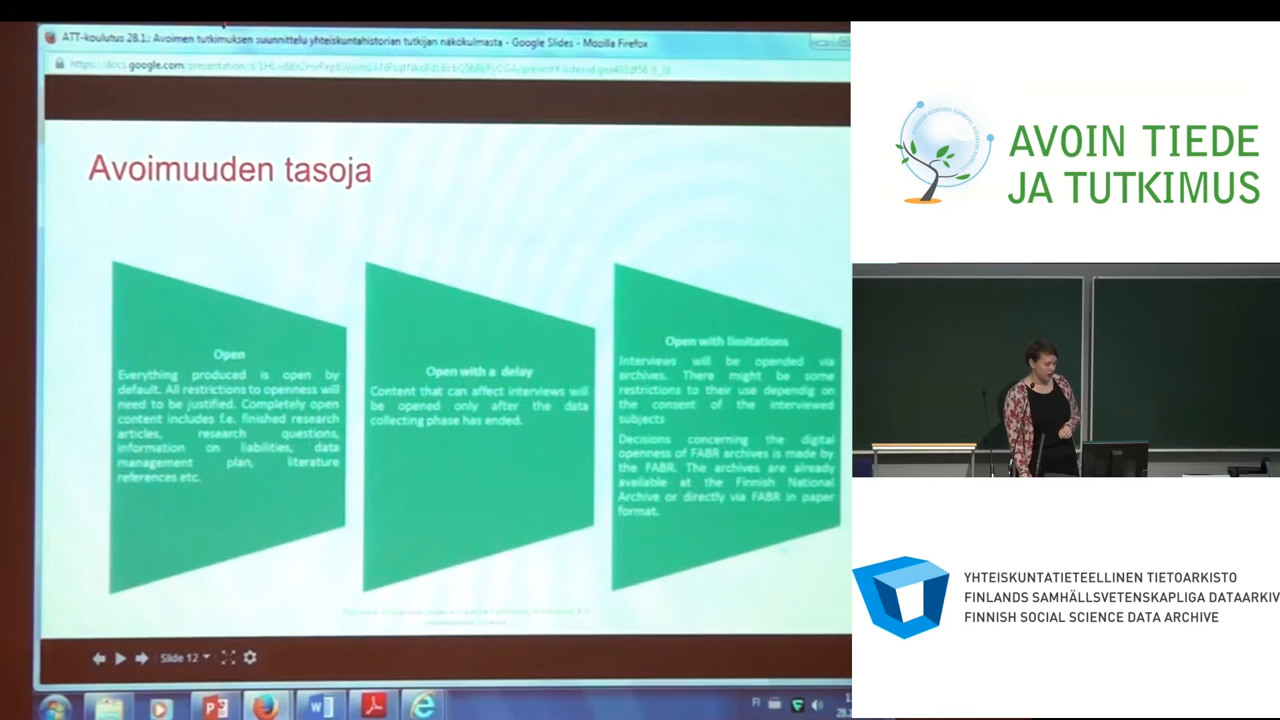 ATT-koulutus 28.1.: Avoimen tutkimuksen suunnittelu yhteiskuntahistorian tutkijan näkökulmasta - Google Slides - Mozilla Firefox
https://docs.google.com/presentation/d/
Avoimuuden tasoja
Open
Everything produced is open by
default. All restrictions to openness will
need to be justified. Completely open
content includes f.e. finished research
articles, research questions,
information on liabilities, data
management plan, literature
references etc.
Open with a delay
Content that can affect interviews will
be opened only after the data
collecting phase has ended.
Open with limitations
Interviews will be opended via
archives. There might be some
restrictions to their use dependig on
the consent of the interviewed
subjects
Decisions concerning the digital
openness of FABR archives is made by
the FABR. The archives are already
available at the Finnish National
Archive or directly via FABR in paper
format.
Slide 12
FI
AVOIN TIEDE
JA TUTKIMUS
YHTEISKUNTATIETEELLINEN TIETOARKISTO
FINLANDS SAMHÄLLSVETENSKAPLIGA DATAARKIV
FINNISH SOCIAL SCIENCE DATA ARCHIVE